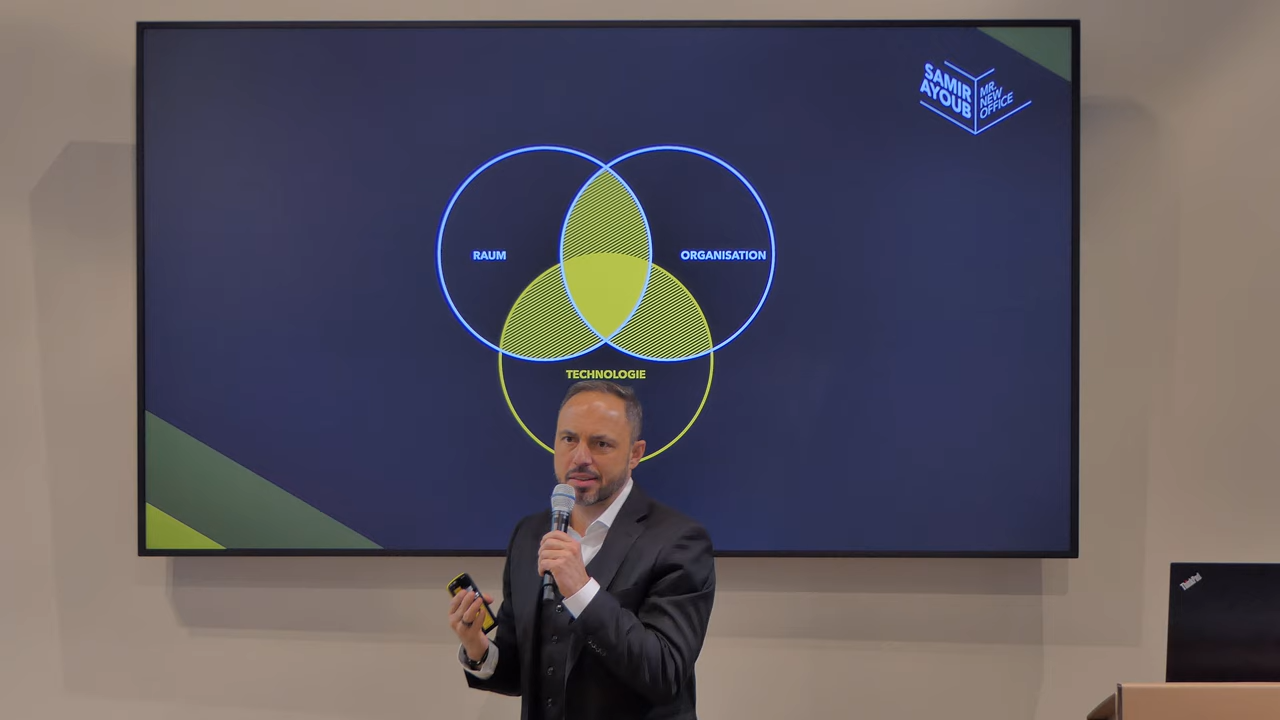 SAMIR
AYOUB
MR.
NEW
OFFICE
RAUM
ORGANISATION
TECHNOLOGIE
ThinkPad